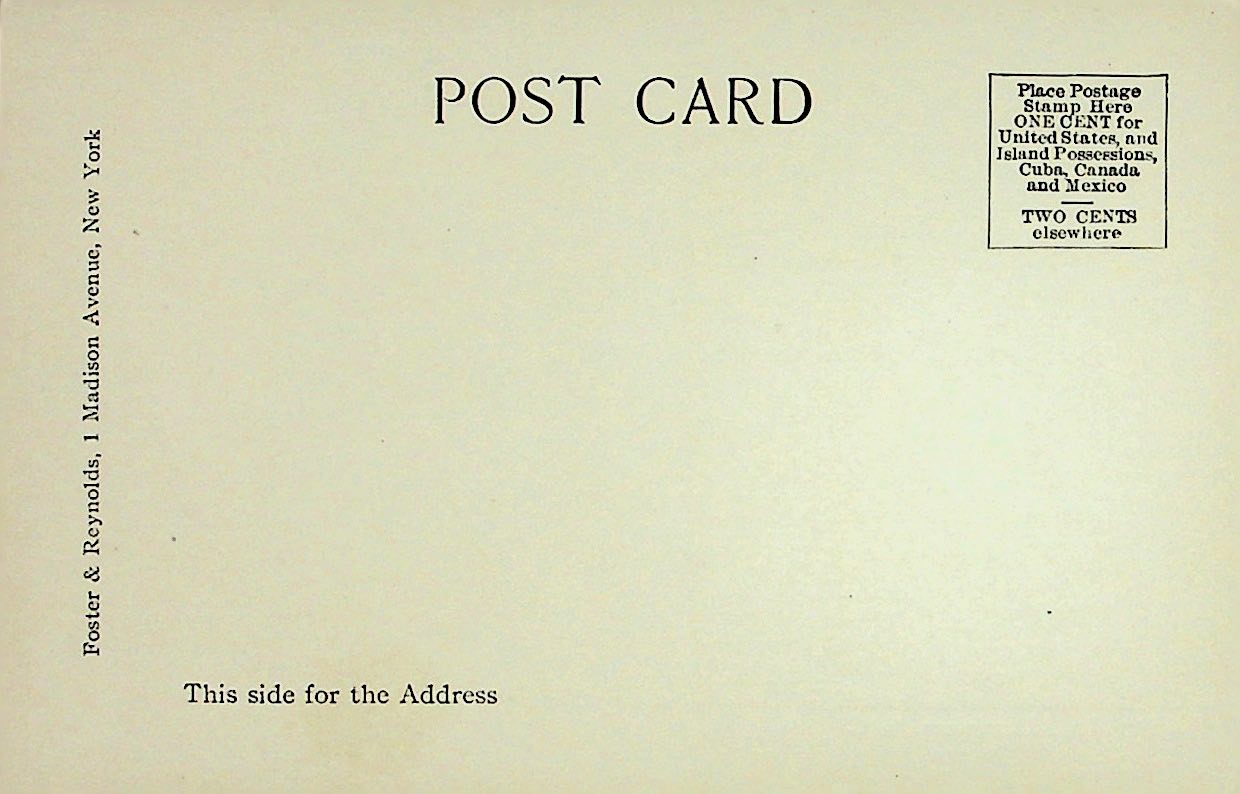 POST CARD
Place Postage
Stamp Here
ONE CENT for
United States, and
Island Possessions,
Cuba, Canada
and Mexico
TWO CENTS
elsewhere
Foster & Reynolds, 1 Madison Avenue, New York
This side for the Address